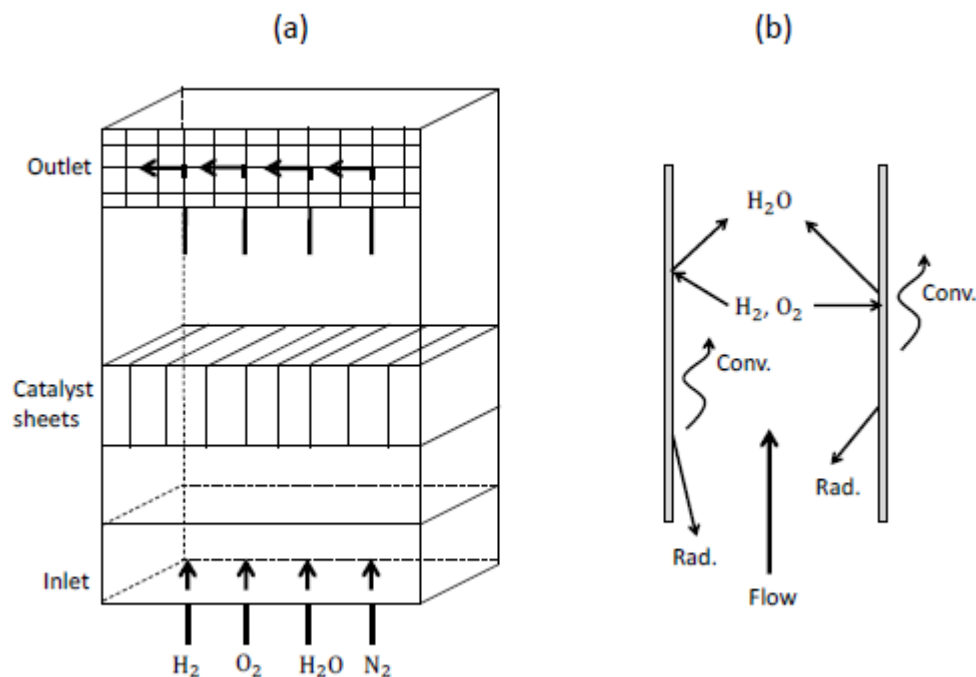 (a)
Outlet
Catalyst
sheets
Inlet
H₂ O₂ H₂O N₂
(b)
H₂O
H₂, O₂
Conv.
Conv.
Rad.
Rad.
Flow